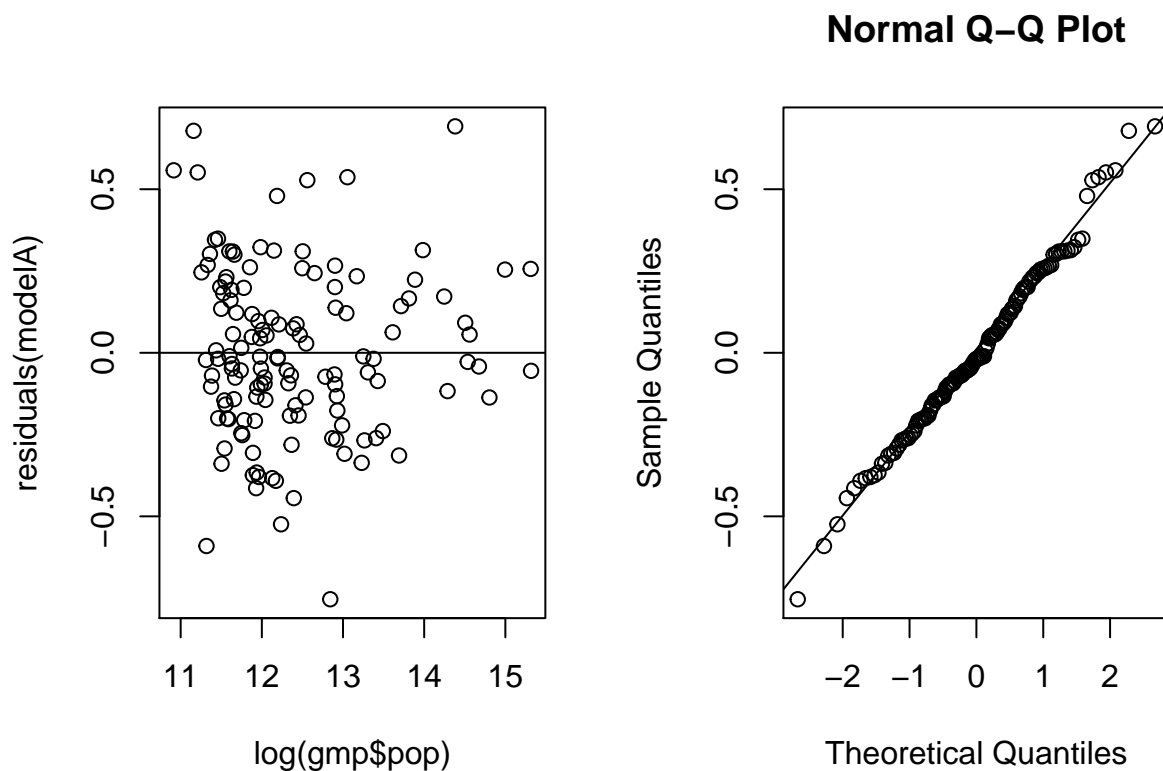 Normal Q−Q Plot
residuals(modelA)
0.5
0.0
−0.5
11 12 13 14 15
log(gmp$pop)
Sample Quantiles
0.5
0.0
−0.5
−2 −1 0 1 2
Theoretical Quantiles